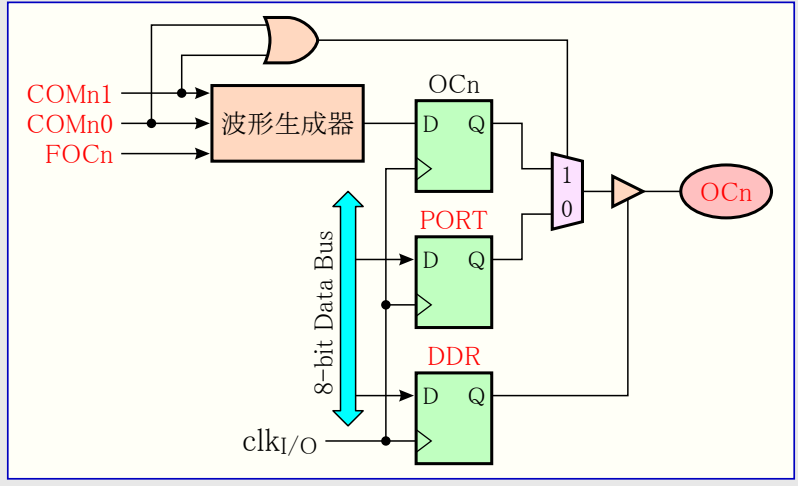 OCn
COMn1
COMn0
FOCn
波形生成器
D Q
1
0
OCn
PORT
D Q
8-bit Data Bus
DDR
D Q
clkI/O